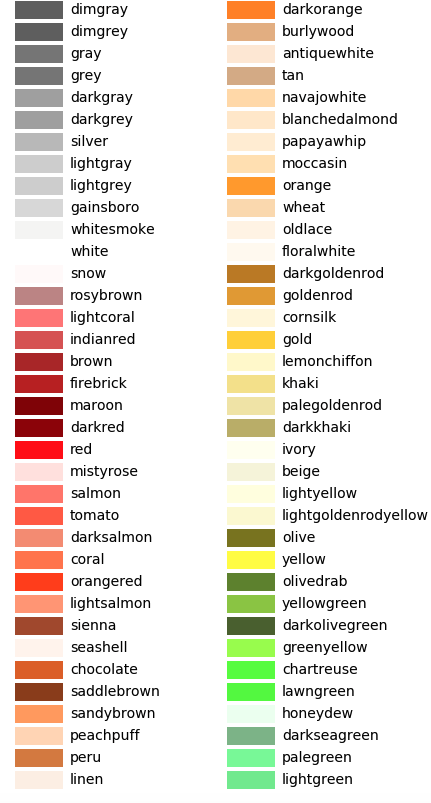 dimgray
dimgrey
gray
grey
darkgray
darkgrey
silver
lightgray
lightgrey
gainsboro
whitesmoke
white
snow
rosybrown
lightcoral
indianred
brown
firebrick
maroon
darkred
red
mistyrose
salmon
tomato
darksalmon
coral
orangered
lightsalmon
sienna
seashell
chocolate
saddlebrown
sandybrown
peachpuff
peru
linen
darkorange
burlywood
antiquewhite
tan
navajowhite
blanchedalmond
papayawhip
moccasin
orange
wheat
oldlace
floralwhite
darkgoldenrod
goldenrod
cornsilk
gold
lemonchiffon
khaki
palegoldenrod
darkkhaki
ivory
beige
lightyellow
lightgoldenrodyellow
olive
yellow
olivedrab
yellowgreen
darkolivegreen
greenyellow
chartreuse
lawngreen
honeydew
darkseagreen
palegreen
lightgreen